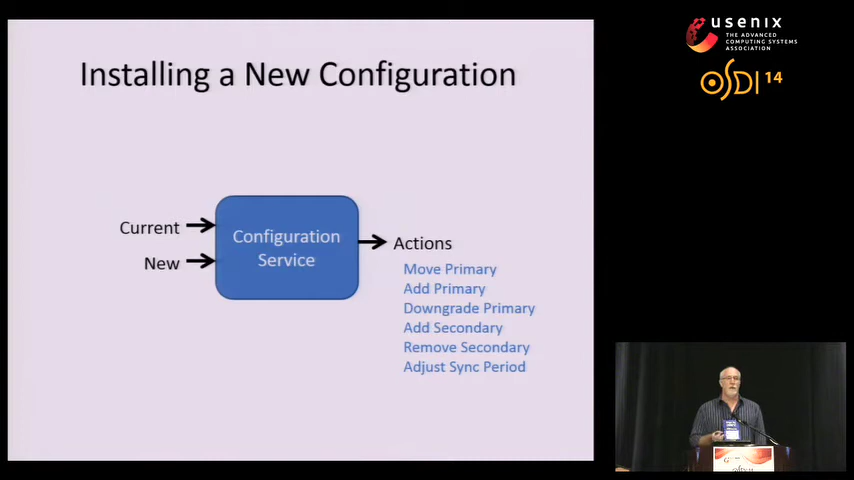 Installing a New Configuration
Current
New
Configuration
Service
Actions
Move Primary
Add Primary
Downgrade Primary
Add Secondary
Remove Secondary
Adjust Sync Period
usenix
THE ADVANCED
COMPUTING SYSTEMS
ASSOCIATION
OSDI 14